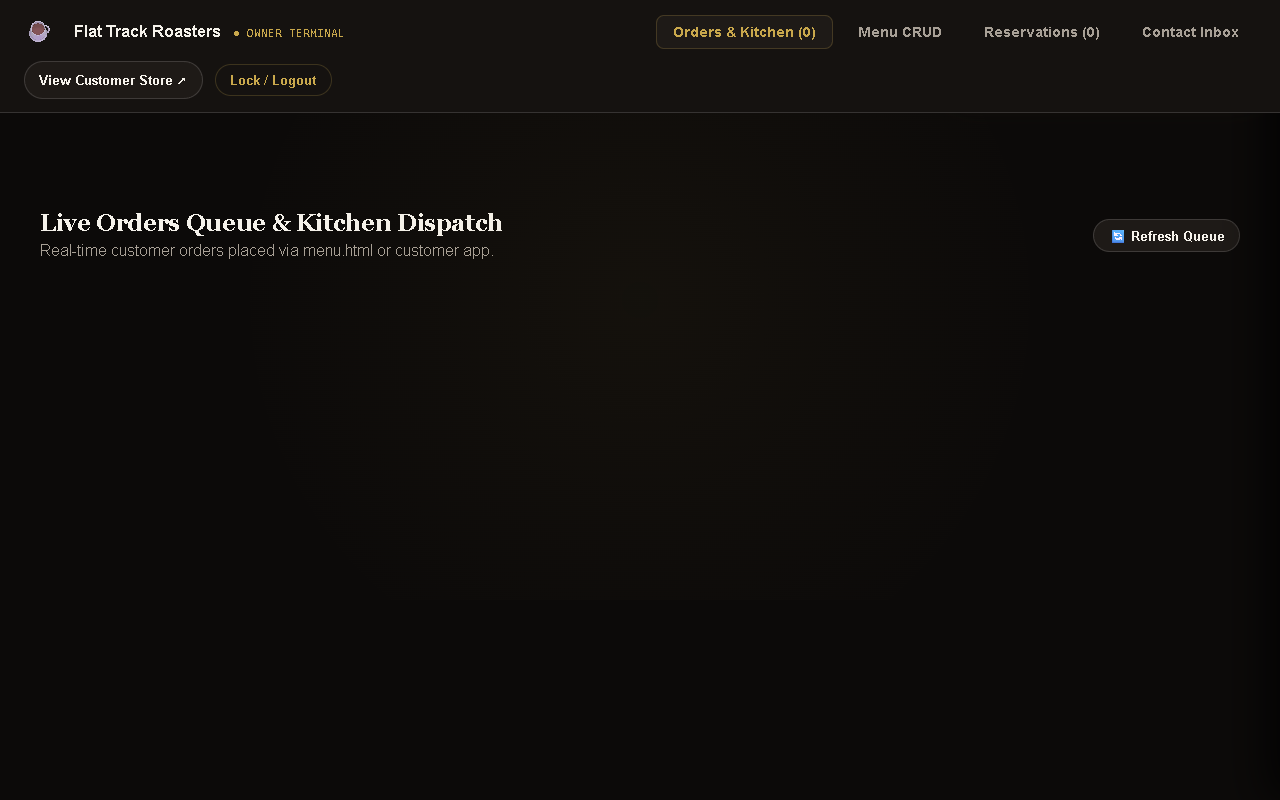 Flat Track Roasters
● OWNER TERMINAL
Orders & Kitchen (0)
Menu CRUD
Reservations (0)
Contact Inbox
View Customer Store ↗
Lock / Logout
Live Orders Queue & Kitchen Dispatch
Real-time customer orders placed via menu.html or customer app.
🔄 Refresh Queue